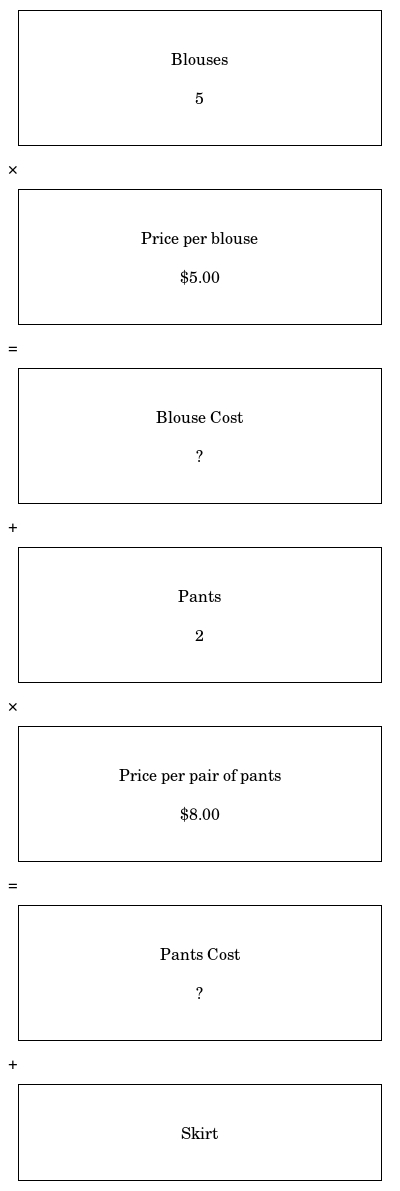 Blouses
5
×
Price per blouse
$5.00
=
Blouse Cost
?
+
Pants
2
×
Price per pair of pants
$8.00
=
Pants Cost
?
+
Skirt